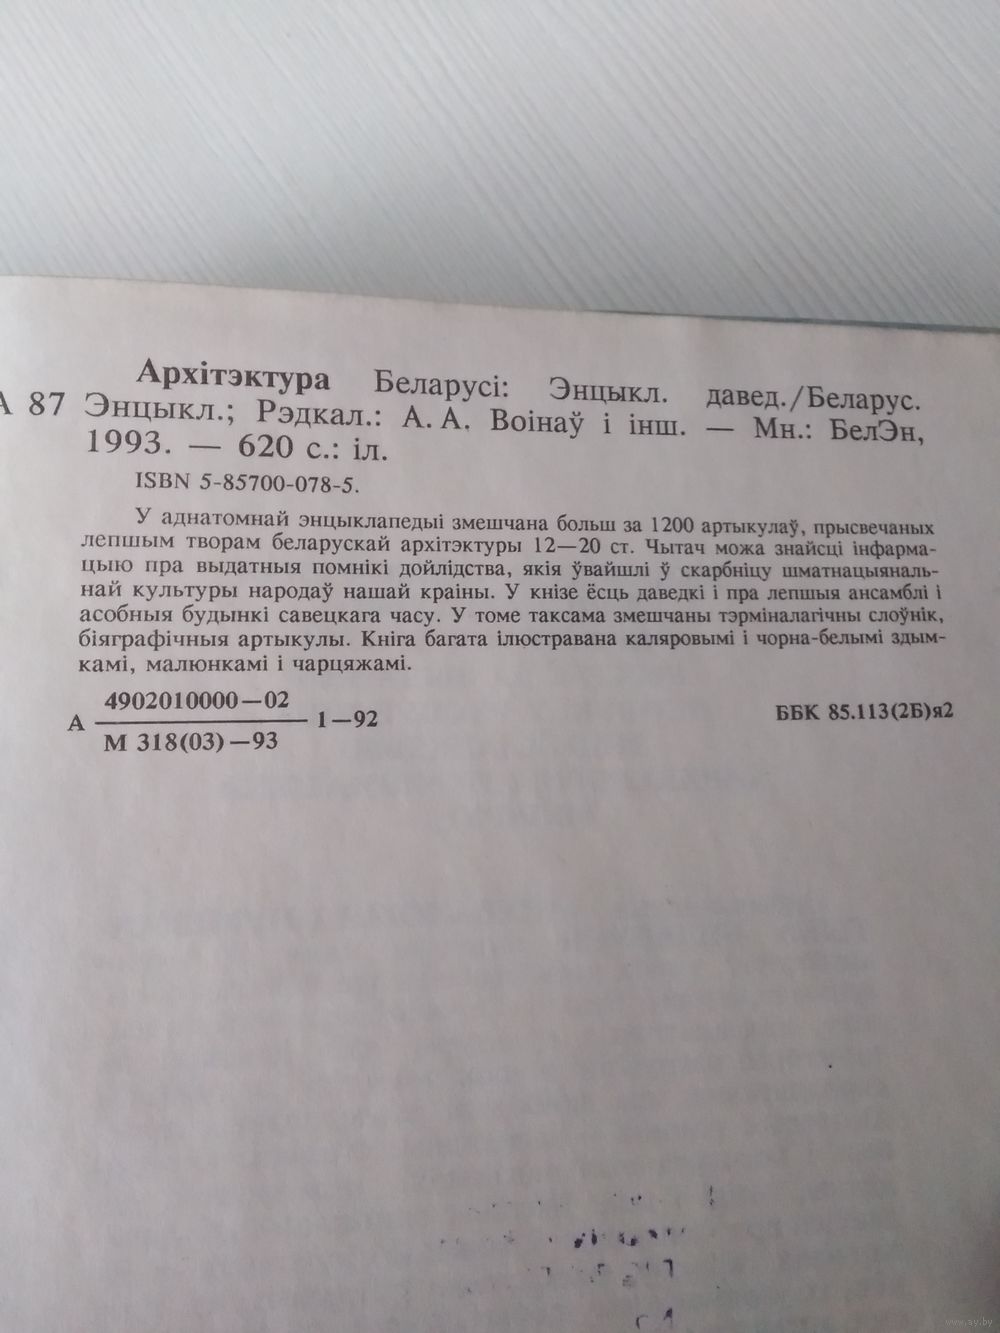 Архітэктура Беларусі: Энцыкл. давед./Беларус.
А 87 Энцыкл.; Рэдкал.: А. А. Воінаў і інш. — Мн.: БелЭн,
1993. — 620 с.: іл.
ISBN 5-85700-078-5.
У аднатомнай энцыклапедыі змешчана больш за 1200 артыкулаў, прысвечаных
лепшым творам беларускай архітэктуры 12—20 ст. Чытач можа знайсці інфарма-
цыю пра выдатныя помнікі дойлідства, якія ўвайшлі ў скарбніцу шматнацыяналь-
най культуры народаў нашай краіны. У кнізе ёсць даведкі і пра лепшыя ансамблі і
асобныя будынкі савецкага часу. У томе таксама змешчаны тэрміналагічны слоўнік,
біяграфічныя артыкулы. Кніга багата ілюстравана каляровымі і чорна-белымі здым-
камі, малюнкамі і чарцяжамі.
4902010000—02
А 1—92
М 318(03)—93
ББК 85.113(2Б)я2
www.ay.by